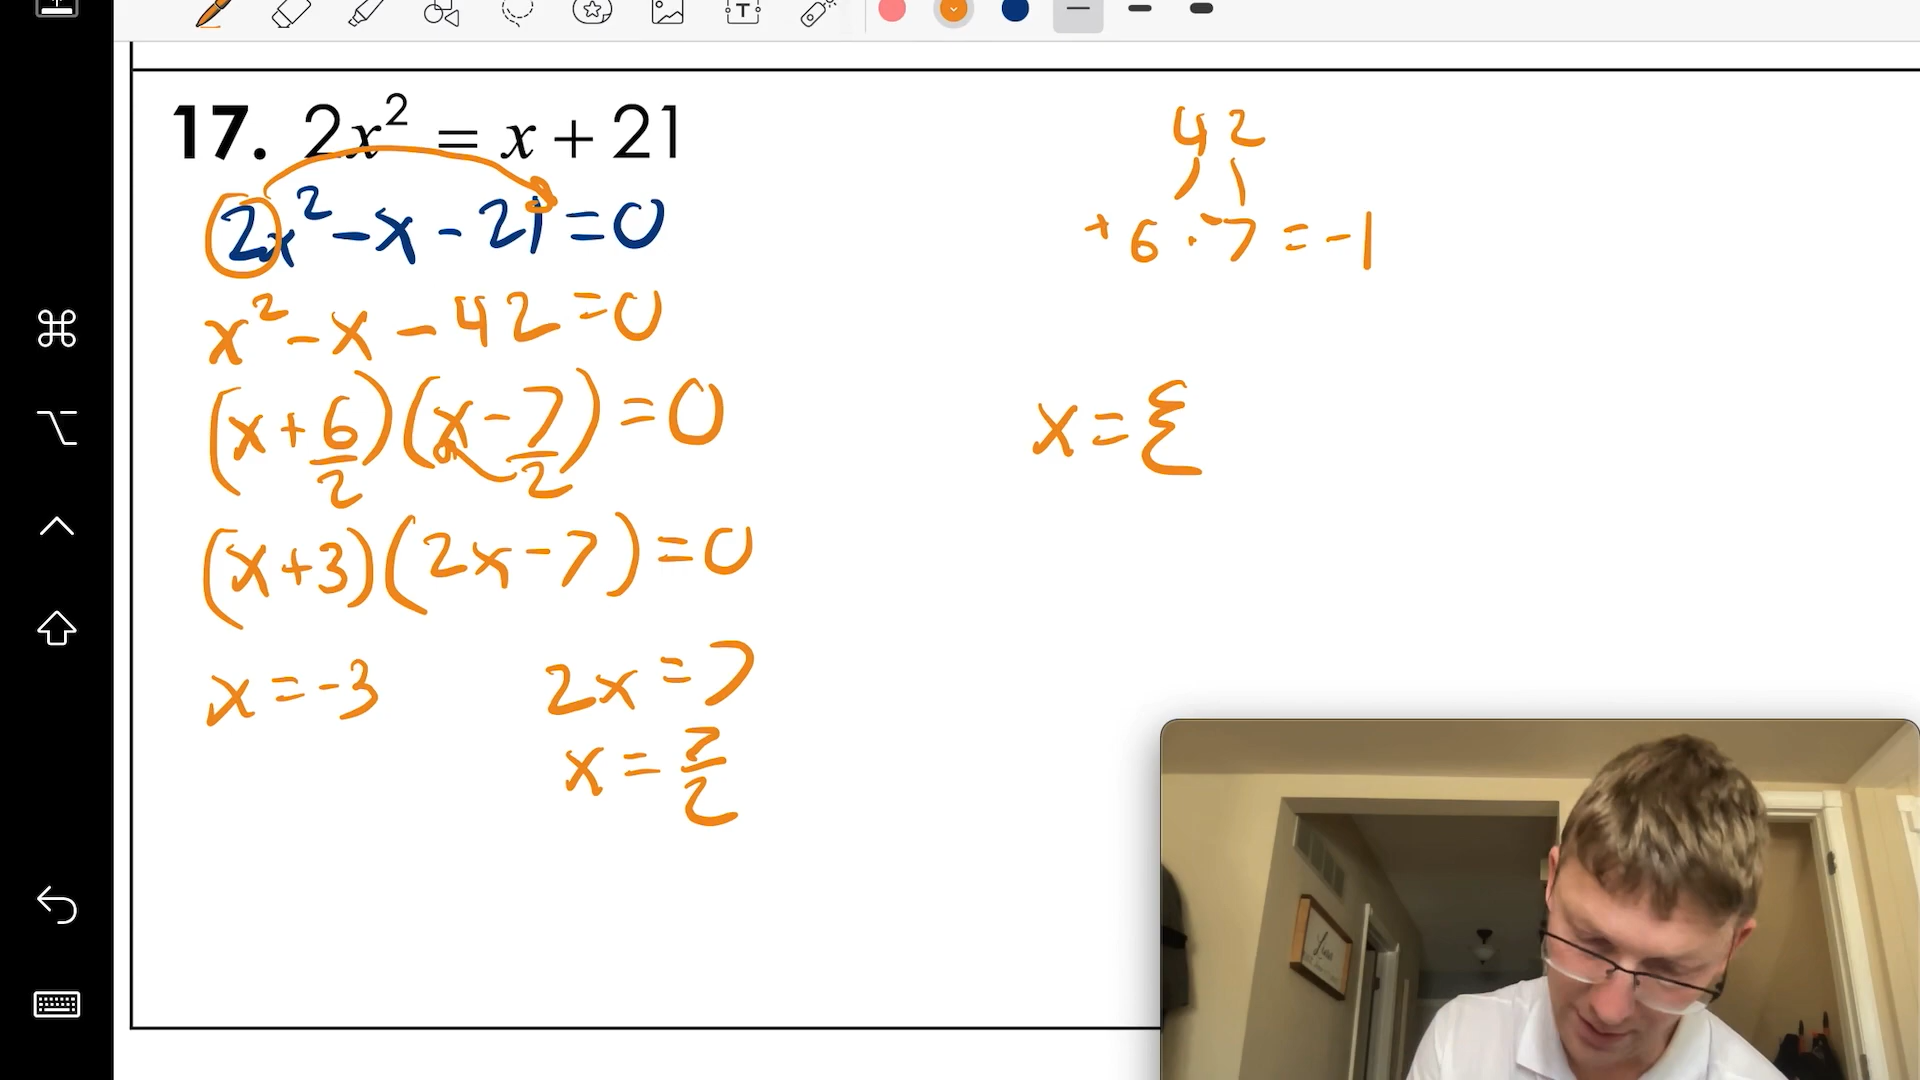 17. 2x² = x + 21
2x² - x - 21 = 0
x² - x - 42 = 0
(x + 6/2)(x - 7/2) = 0
(x + 3)(2x - 7) = 0
x = -3
2x = 7
x = 7/2
42
+6 · -7 = -1
x = {
T